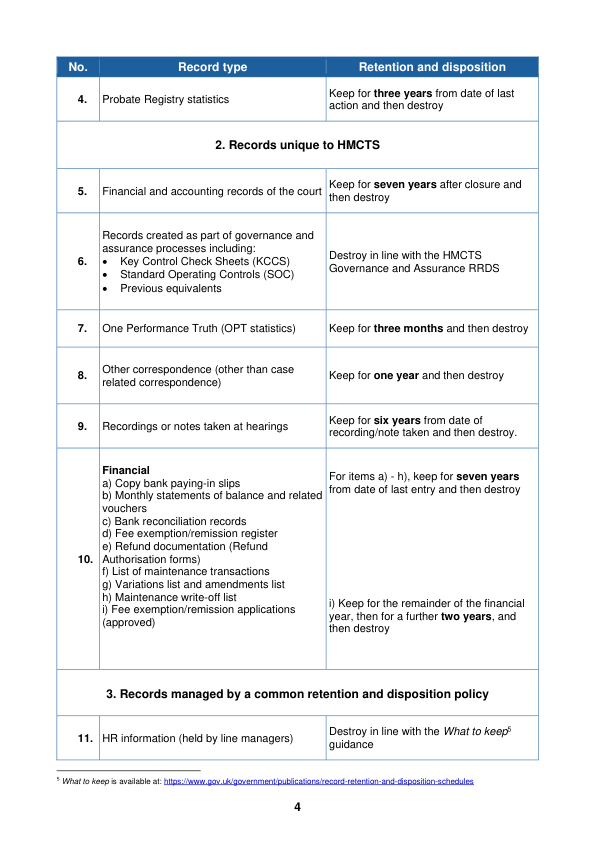 No. Record type Retention and disposition
4. Probate Registry statistics Keep for three years from date of last
action and then destroy
2. Records unique to HMCTS
5. Financial and accounting records of the court Keep for seven years after closure and
then destroy
6. Records created as part of governance and
assurance processes including:
• Key Control Check Sheets (KCCS)
• Standard Operating Controls (SOC)
• Previous equivalents
Destroy in line with the HMCTS
Governance and Assurance RRDS
7. One Performance Truth (OPT statistics) Keep for three months and then destroy
8. Other correspondence (other than case
related correspondence)
Keep for one year and then destroy
9. Recordings or notes taken at hearings Keep for six years from date of
recording/note taken and then destroy.
10. Financial
a) Copy bank paying-in slips
b) Monthly statements of balance and related
vouchers
c) Bank reconciliation records
d) Fee exemption/remission register
e) Refund documentation (Refund
Authorisation forms)
f) List of maintenance transactions
g) Variations list and amendments list
h) Maintenance write-off list
i) Fee exemption/remission applications
(approved)
For items a) - h), keep for seven years
from date of last entry and then destroy
i) Keep for the remainder of the financial
year, then for a further two years, and
then destroy
3. Records managed by a common retention and disposition policy
11. HR information (held by line managers) Destroy in line with the What to keep5
guidance
5 What to keep is available at: https://www.gov.uk/government/publications/record-retention-and-disposition-schedules
4